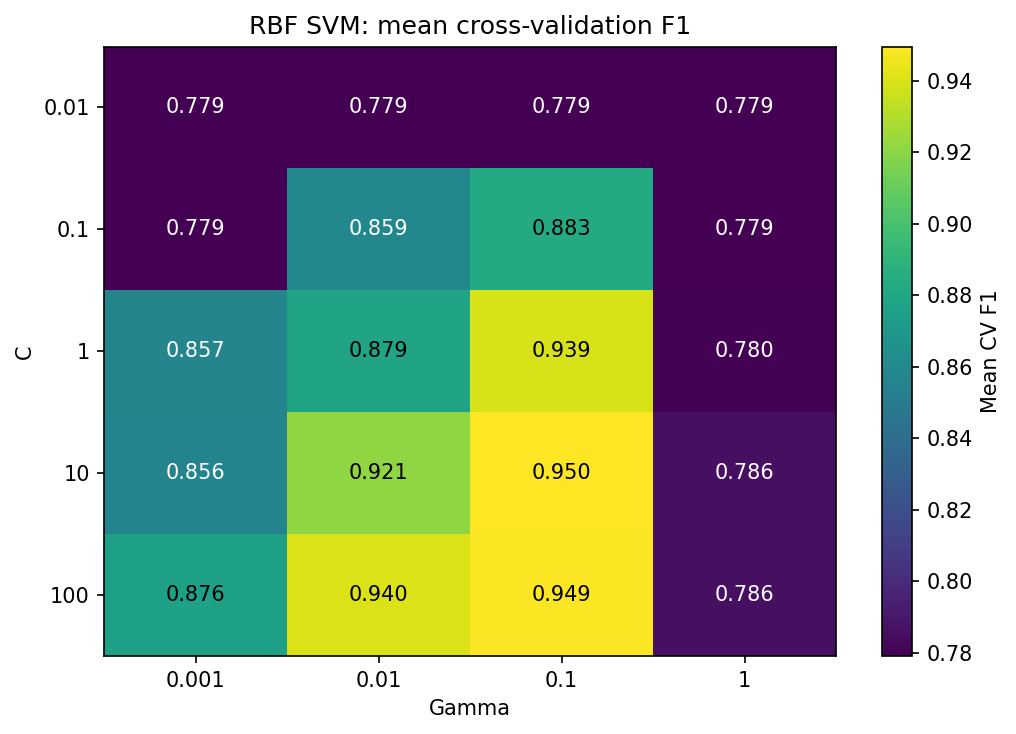 RBF SVM: mean cross-validation F1
0.01 0.779 0.779 0.779 0.779
0.1 0.779 0.859 0.883 0.779
1 0.857 0.879 0.939 0.780
10 0.856 0.921 0.950 0.786
100 0.876 0.940 0.949 0.786
C
0.001 0.01 0.1 1
Gamma
0.94
0.92
0.90
0.88
0.86
0.84
0.82
0.80
0.78
Mean CV F1